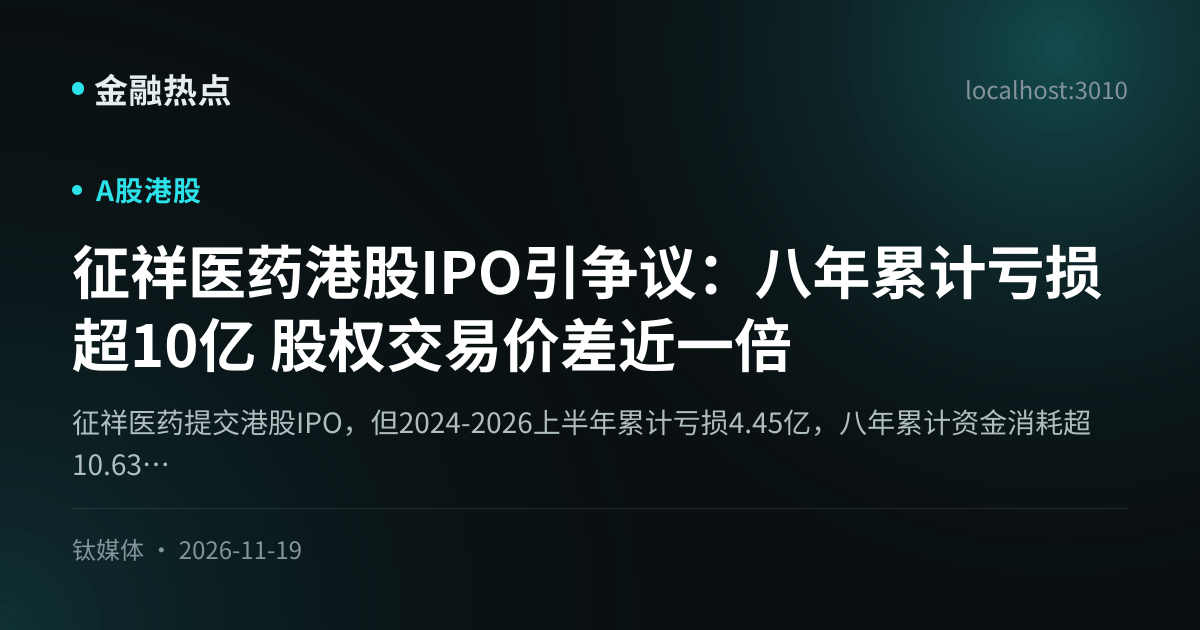 金融热点
localhost:3010
A股港股
征祥医药港股IPO引争议：八年累计亏损
超10亿 股权交易价差近一倍
征祥医药提交港股IPO，但2024-2026上半年累计亏损4.45亿，八年累计资金消耗超
10.63…
钛媒体 · 2026-11-19